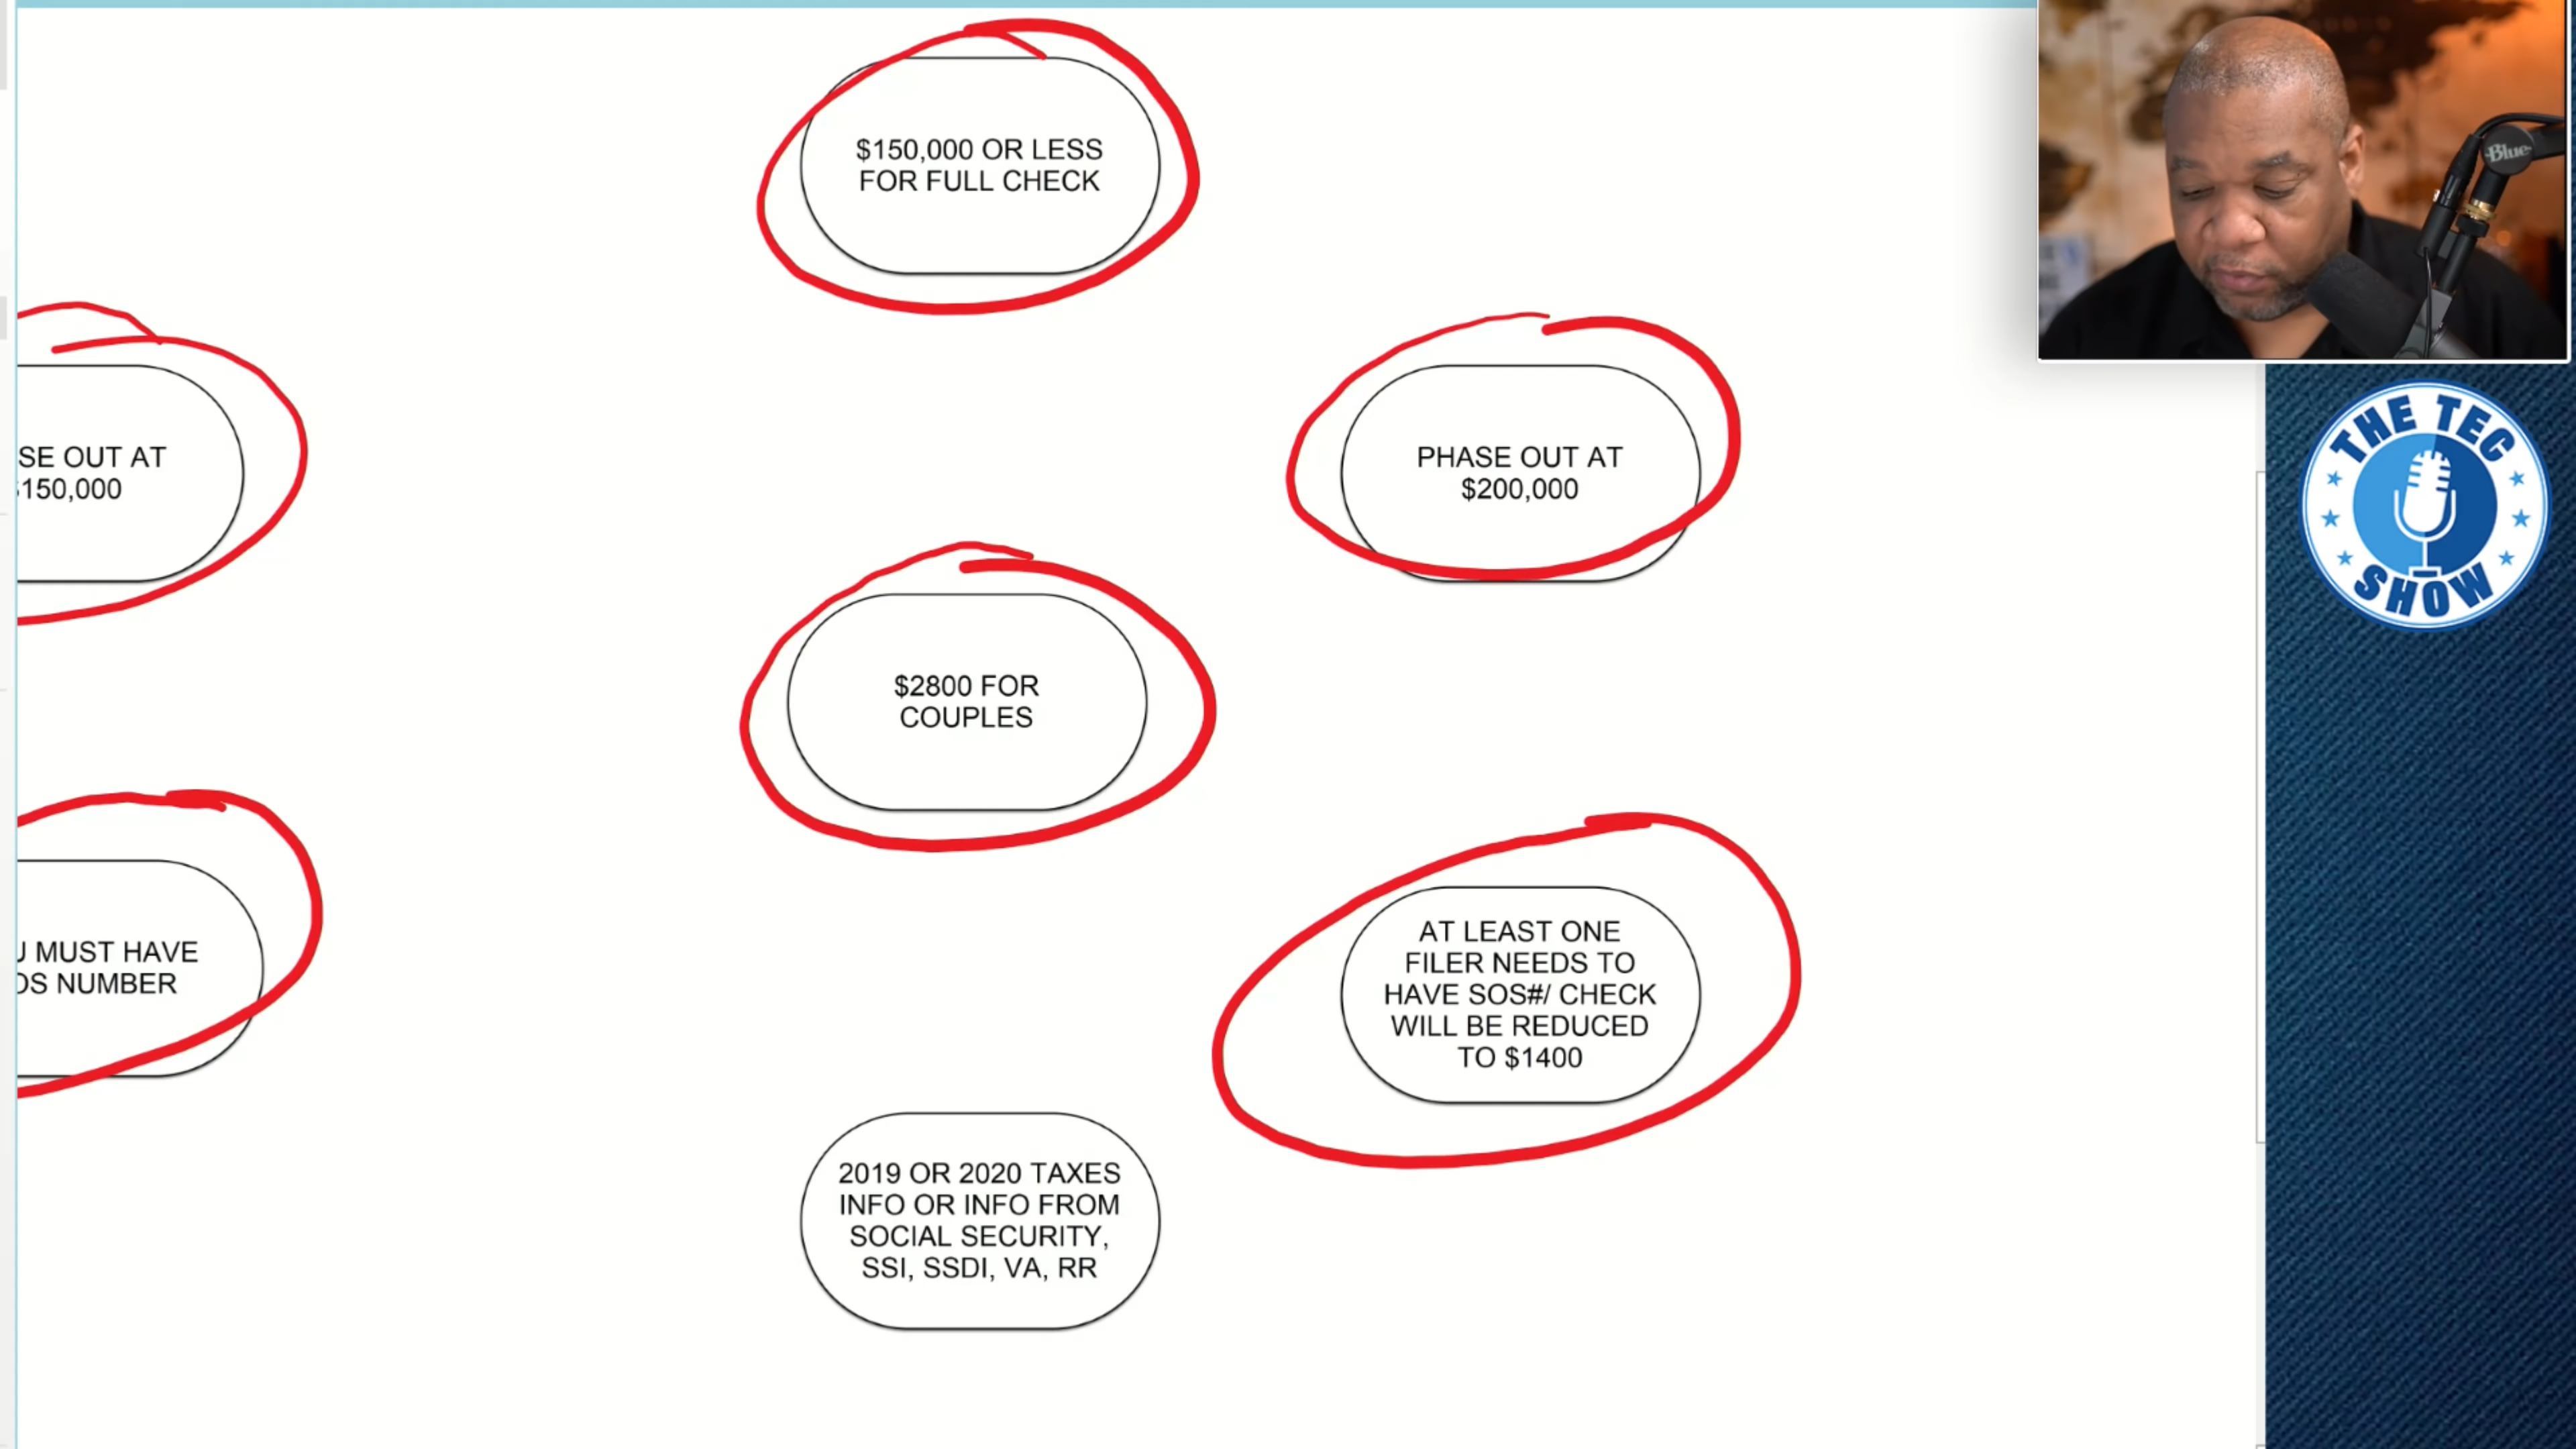 $150,000 OR LESS
FOR FULL CHECK
SE OUT AT
150,000
PHASE OUT AT
$200,000
$2800 FOR
COUPLES
MUST HAVE
NUMBER
AT LEAST ONE
FILER NEEDS TO
HAVE SOS#/ CHECK
WILL BE REDUCED
TO $1400
2019 OR 2020 TAXES
INFO OR INFO FROM
SOCIAL SECURITY,
SSI, SSDI, VA, RR
Blue
THE TEC
SHOW